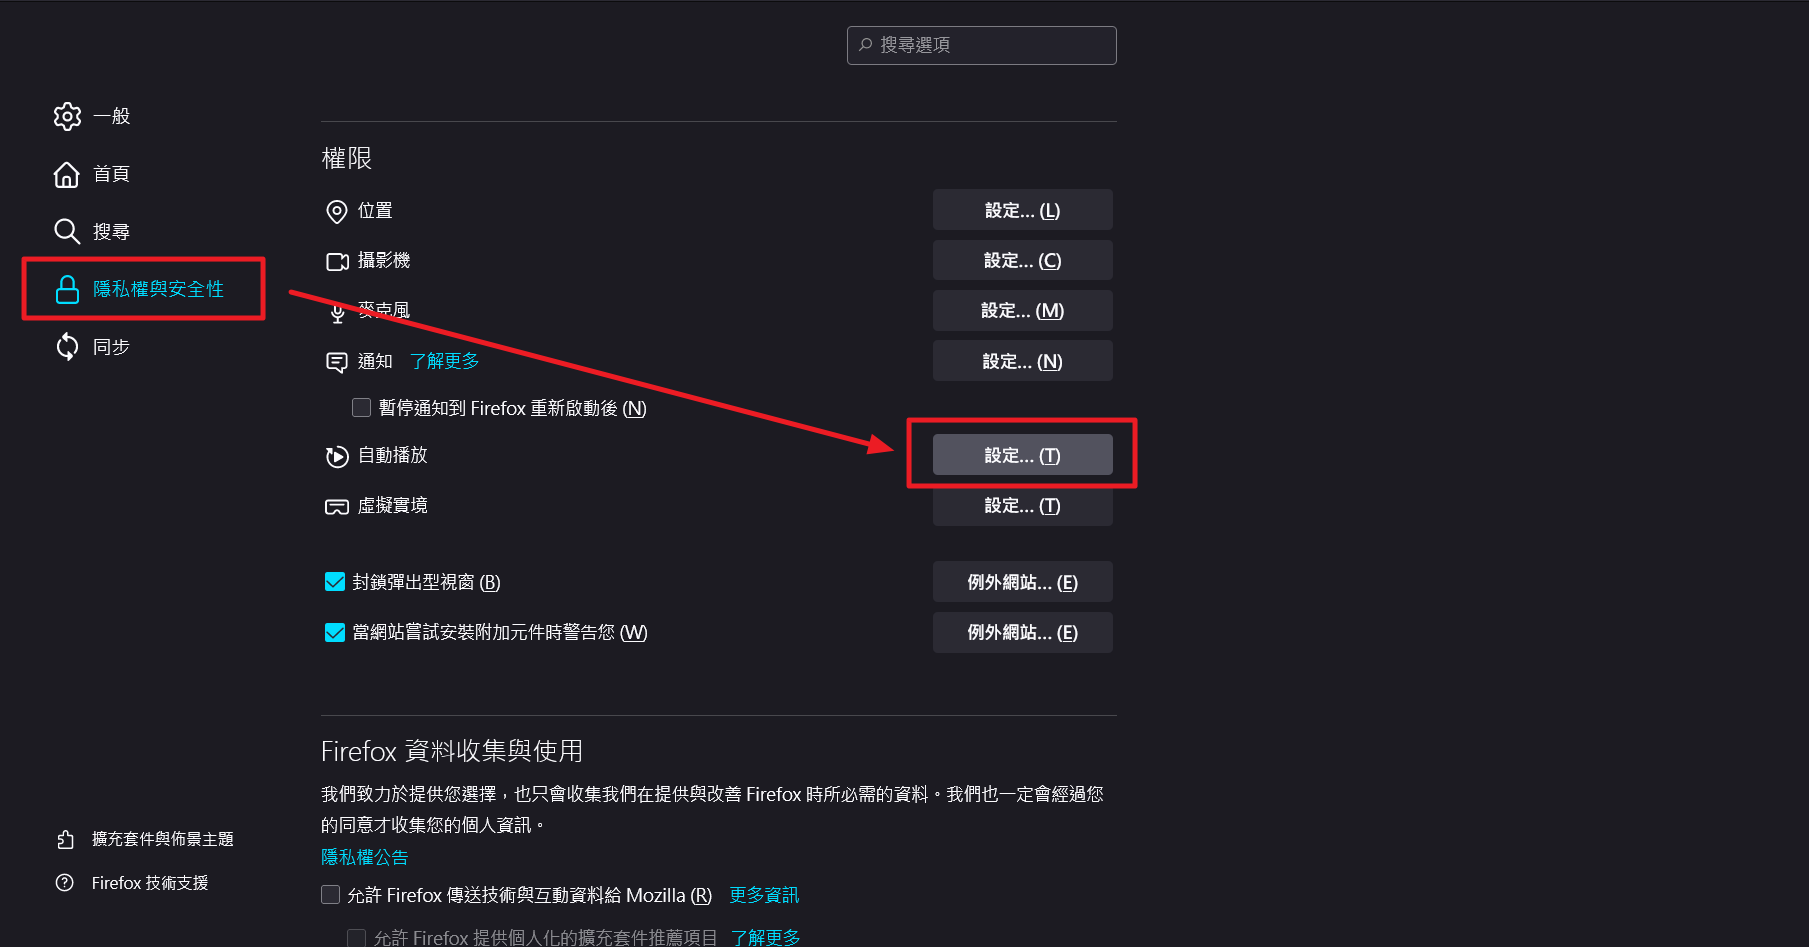 搜尋選項
一般
首頁
搜尋
隱私權與安全性
同步
權限
位置 設定... (L)
攝影機 設定... (C)
麥克風 設定... (M)
通知 了解更多 設定... (N)
暫停通知到 Firefox 重新啟動後 (N)
自動播放 設定... (T)
虛擬實境 設定... (T)
封鎖彈出型視窗 (B) 例外網站... (E)
當網站嘗試安裝附加元件時警告您 (W) 例外網站... (E)
Firefox 資料收集與使用
我們致力於提供您選擇，也只會收集我們在提供與改善 Firefox 時所必需的資料。我們也一定會經過您
的同意才收集您的個人資訊。
隱私權公告
允許 Firefox 傳送技術與互動資料給 Mozilla (R) 更多資訊
允許 Firefox 提供個人化的擴充套件推薦項目 了解更多
擴充套件與佈景主題
Firefox 技術支援